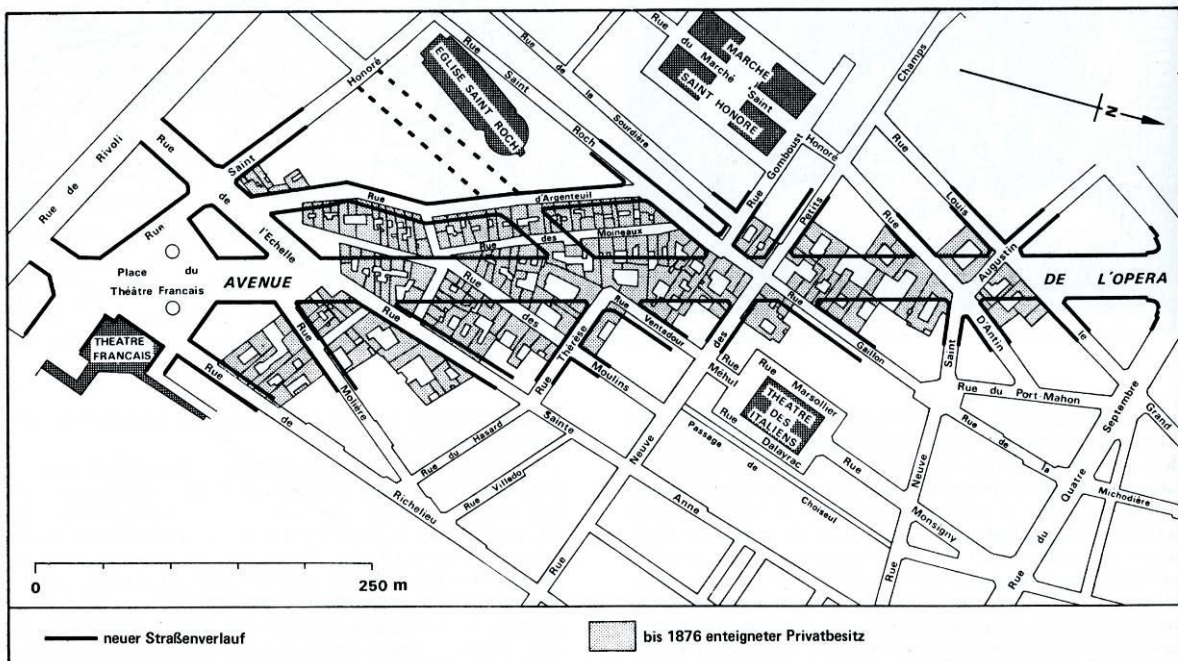 EGLISE SAINT ROCH
Rue Saint Roch
Rue de la Sourdière
Rue du Marché Saint Honoré
MARCHE SAINT HONORE
Champs
N
Rue de Rivoli
Rue Saint Honoré
Rue de l'Echelle
Rue d'Argenteuil
Rue des Moineaux
Rue Gomboust
Petits
Rue Louis le Grand
Rue
Augustin
Place du
Théâtre Francais
AVENUE
DE L'OPERA
THEATRE
FRANCAIS
Rue de Richelieu
Rue Molière
Rue
Rue des Moulins
Rue Thérèse
Rue Ventadour
Rue Gaillon
Rue du Hasard
Rue Villedo
Sainte
Anne
Rue Neuve des
Rue Méhul
Rue Marsollier
THEATRE
DES
ITALIENS
Rue Dalayrac
Passage de Choiseul
Rue Monsigny
Rue Neuve Saint
D'Antin
Rue du Port-Mahon
Rue de la Michodière
Rue du Quatre Septembre
0
250 m
neuer Straßenverlauf
bis 1876 enteigneter Privatbesitz